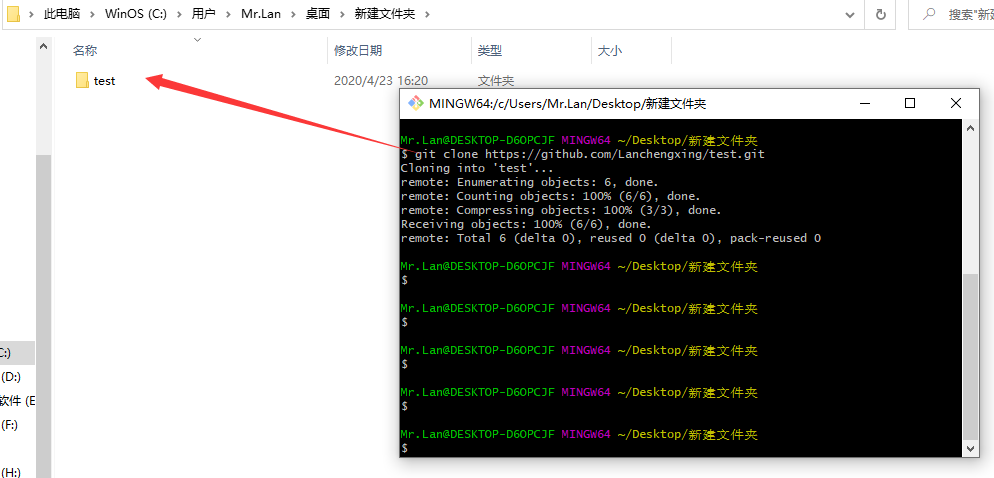 此电脑 › WinOS (C:) › 用户 › Mr.Lan › 桌面 › 新建文件夹 ›
搜索"新建
名称 修改日期 类型 大小
test 2020/4/23 16:20 文件夹
MINGW64:/c/Users/Mr.Lan/Desktop/新建文件夹
Mr.Lan@DESKTOP-D6OPCJF MINGW64 ~/Desktop/新建文件夹
$ git clone https://github.com/Lanchengxing/test.git
Cloning into 'test'...
remote: Enumerating objects: 6, done.
remote: Counting objects: 100% (6/6), done.
remote: Compressing objects: 100% (3/3), done.
Receiving objects: 100% (6/6), done.
remote: Total 6 (delta 0), reused 0 (delta 0), pack-reused 0
Mr.Lan@DESKTOP-D6OPCJF MINGW64 ~/Desktop/新建文件夹
$
Mr.Lan@DESKTOP-D6OPCJF MINGW64 ~/Desktop/新建文件夹
$
Mr.Lan@DESKTOP-D6OPCJF MINGW64 ~/Desktop/新建文件夹
$
Mr.Lan@DESKTOP-D6OPCJF MINGW64 ~/Desktop/新建文件夹
$
Mr.Lan@DESKTOP-D6OPCJF MINGW64 ~/Desktop/新建文件夹
$
C:)
(D:)
软件 (E
(F:)
(H:)